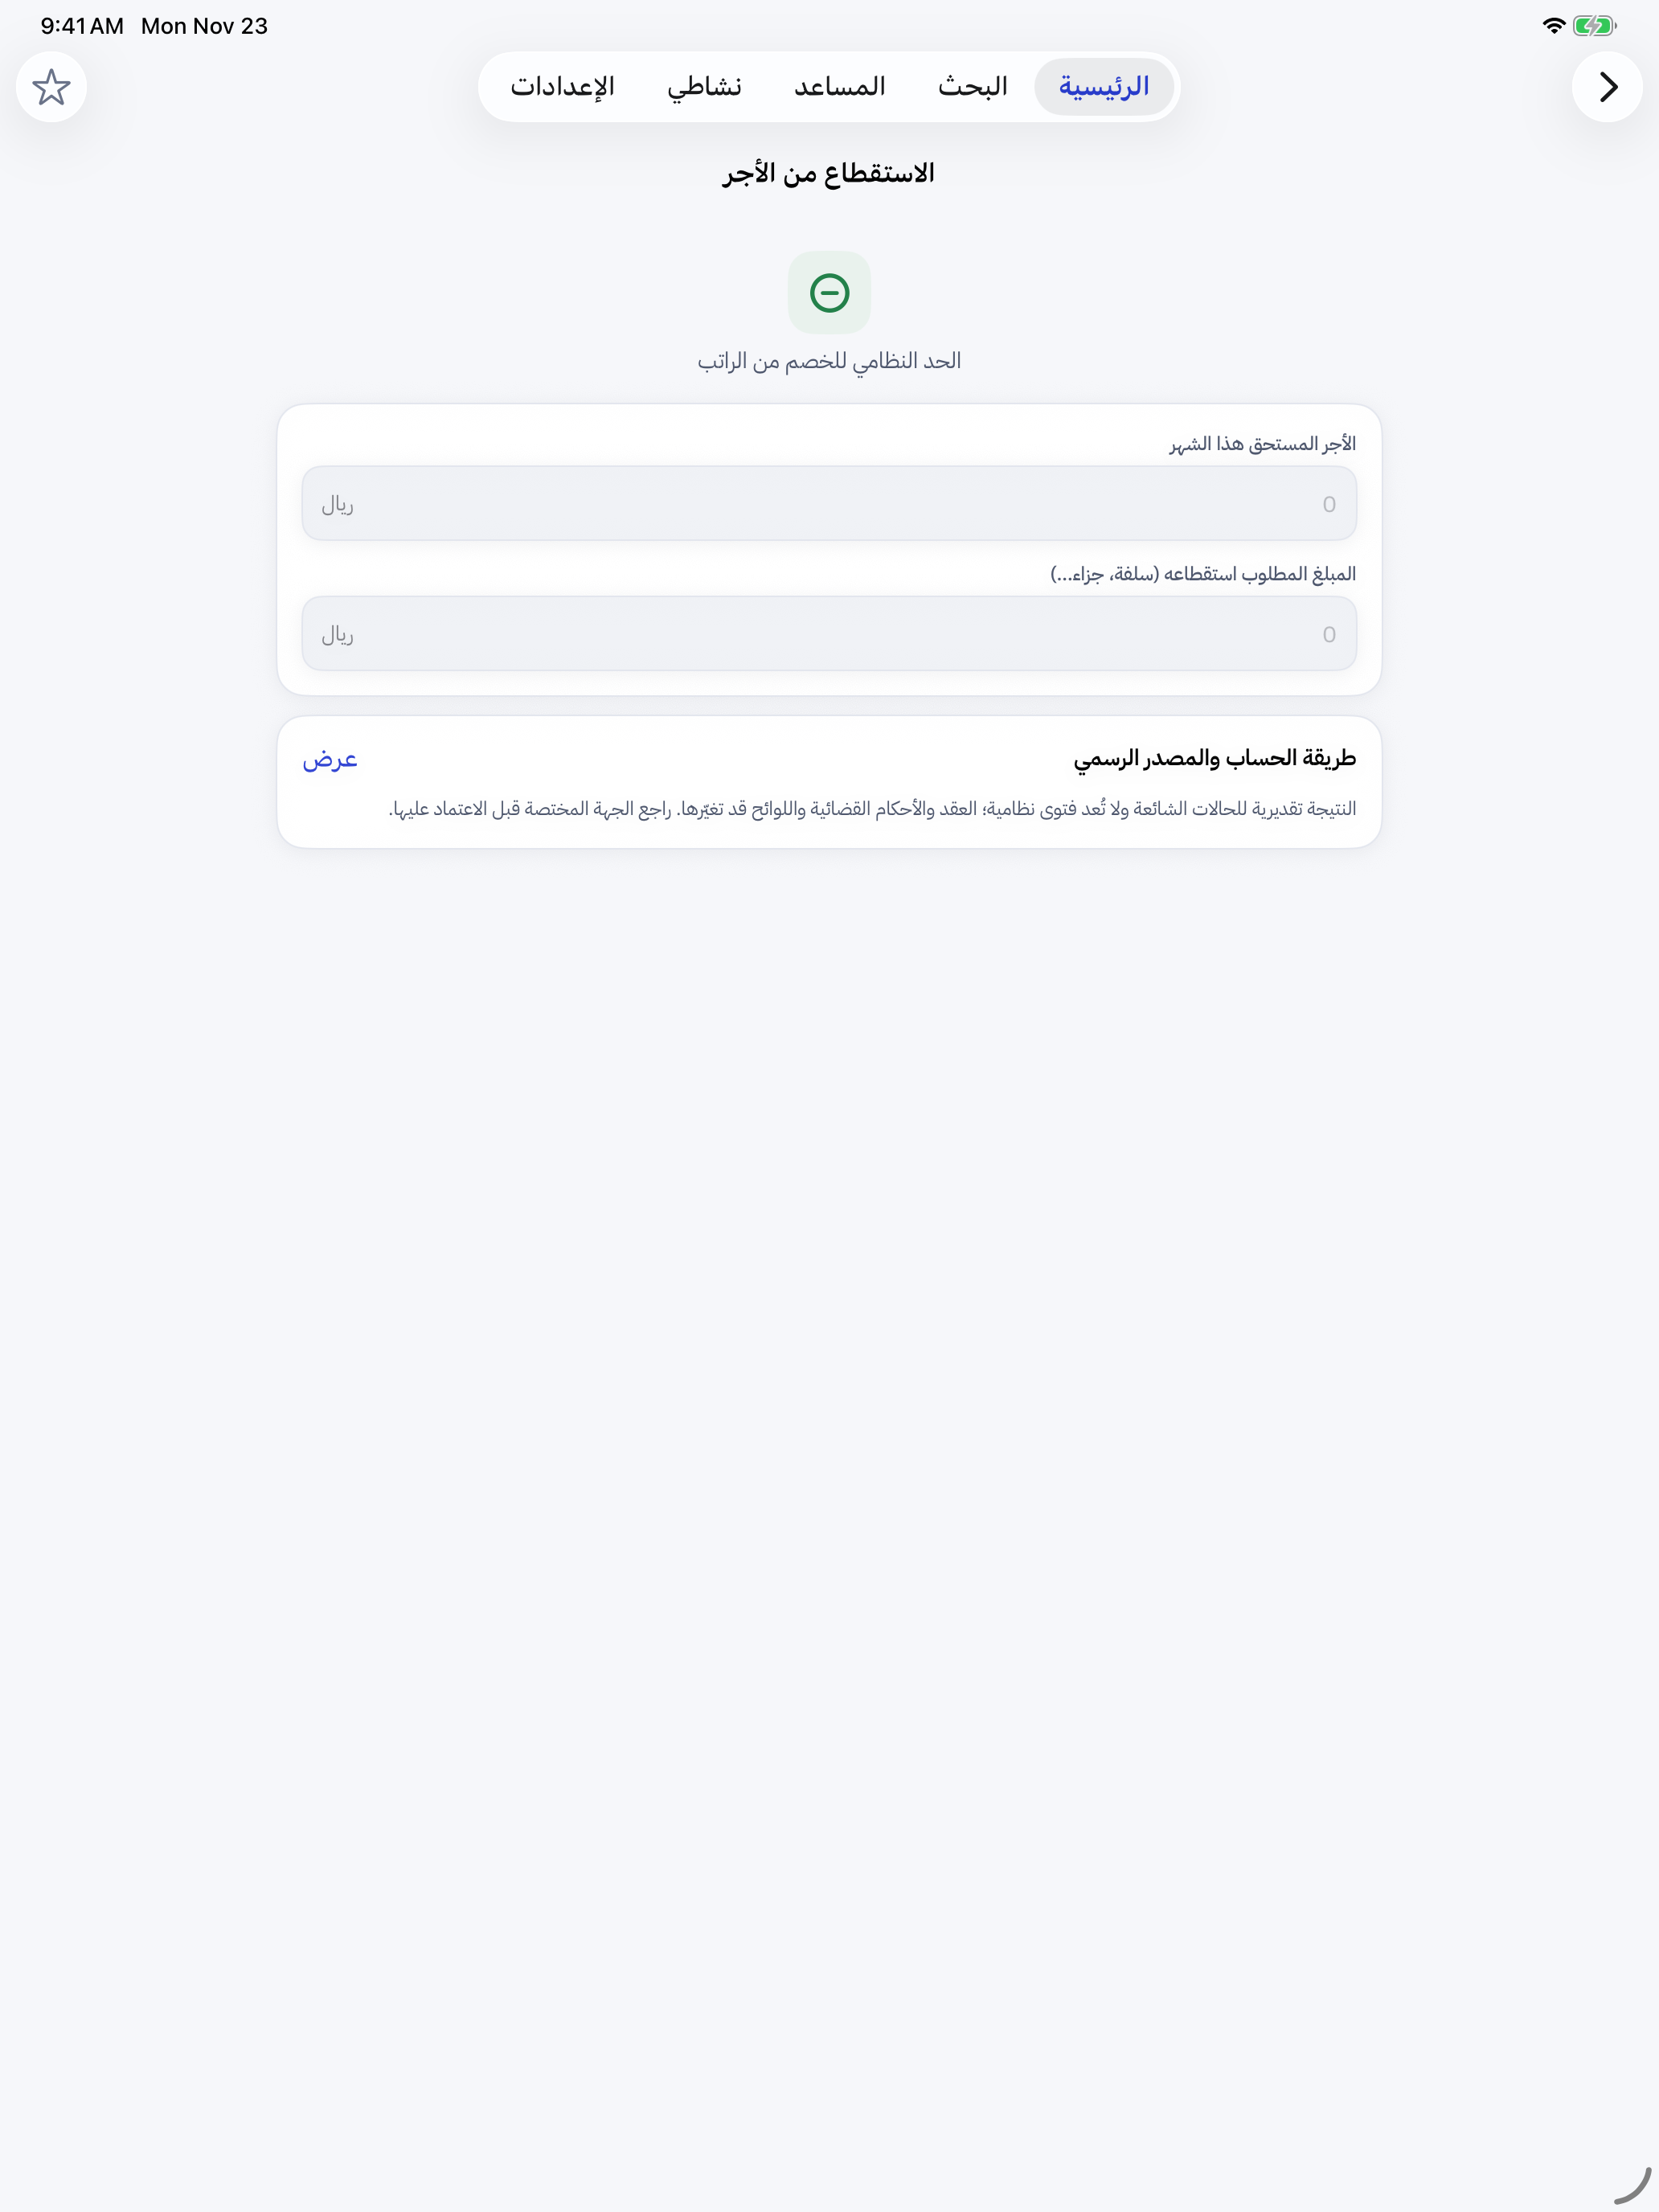 9:41 AM Mon Nov 23
الرئيسية البحث المساعد نشاطي الإعدادات
الاستقطاع من الأجر
الحد النظامي للخصم من الراتب
الأجر المستحق هذا الشهر
0 ريال
المبلغ المطلوب استقطاعه (سلفة، جزاء...)
0 ريال
طريقة الحساب والمصدر الرسمي عرض
النتيجة تقديرية للحالات الشائعة ولا تُعد فتوى نظامية؛ العقد والأحكام القضائية واللوائح قد تغيّرها. راجع الجهة المختصة قبل الاعتماد عليها.